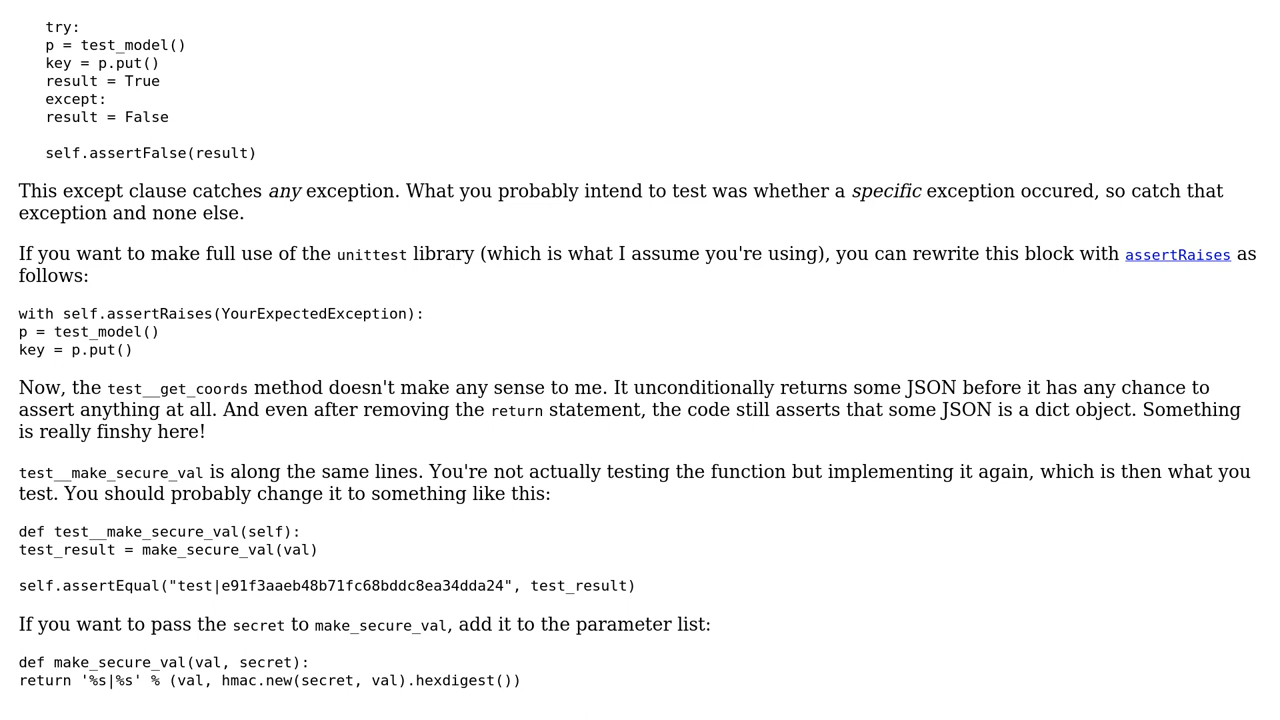 try:
p = test_model()
key = p.put()
result = True
except:
result = False
self.assertFalse(result)
This except clause catches any exception. What you probably intend to test was whether a specific exception occured, so catch that
exception and none else.
If you want to make full use of the unittest library (which is what I assume you're using), you can rewrite this block with assertRaises as
follows:
with self.assertRaises(YourExpectedException):
p = test_model()
key = p.put()
Now, the test__get_coords method doesn't make any sense to me. It unconditionally returns some JSON before it has any chance to
assert anything at all. And even after removing the return statement, the code still asserts that some JSON is a dict object. Something
is really finshy here!
test__make_secure_val is along the same lines. You're not actually testing the function but implementing it again, which is then what you
test. You should probably change it to something like this:
def test__make_secure_val(self):
test_result = make_secure_val(val)
self.assertEqual("test|e91f3aaeb48b71fc68bddc8ea34dda24", test_result)
If you want to pass the secret to make_secure_val, add it to the parameter list:
def make_secure_val(val, secret):
return '%s|%s' % (val, hmac.new(secret, val).hexdigest())